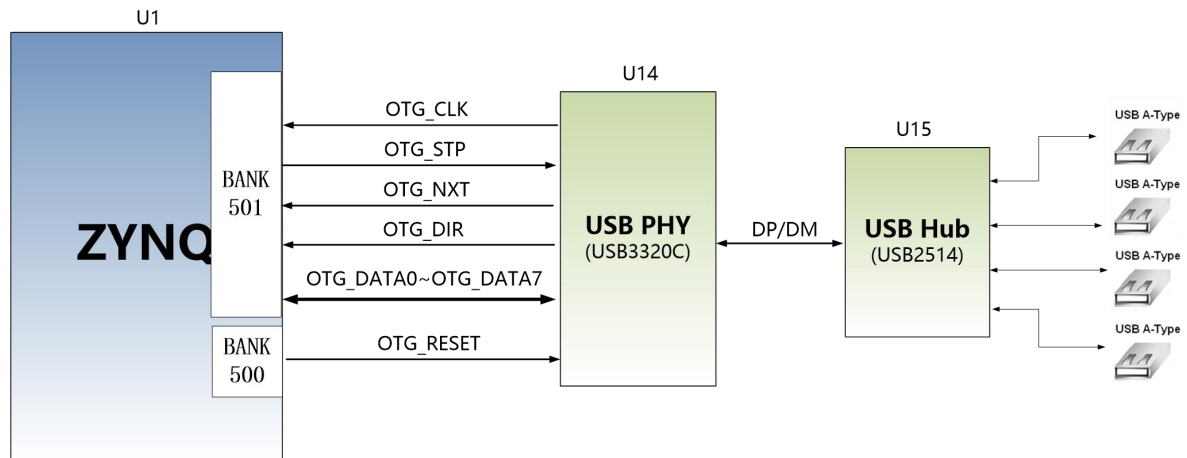 U1
ZYNQ
BANK
501
BANK
500
OTG_CLK
OTG_STP
OTG_NXT
OTG_DIR
OTG_DATA0~OTG_DATA7
OTG_RESET
U14
USB PHY
(USB3320C)
DP/DM
U15
USB Hub
(USB2514)
USB A-Type
USB A-Type
USB A-Type
USB A-Type